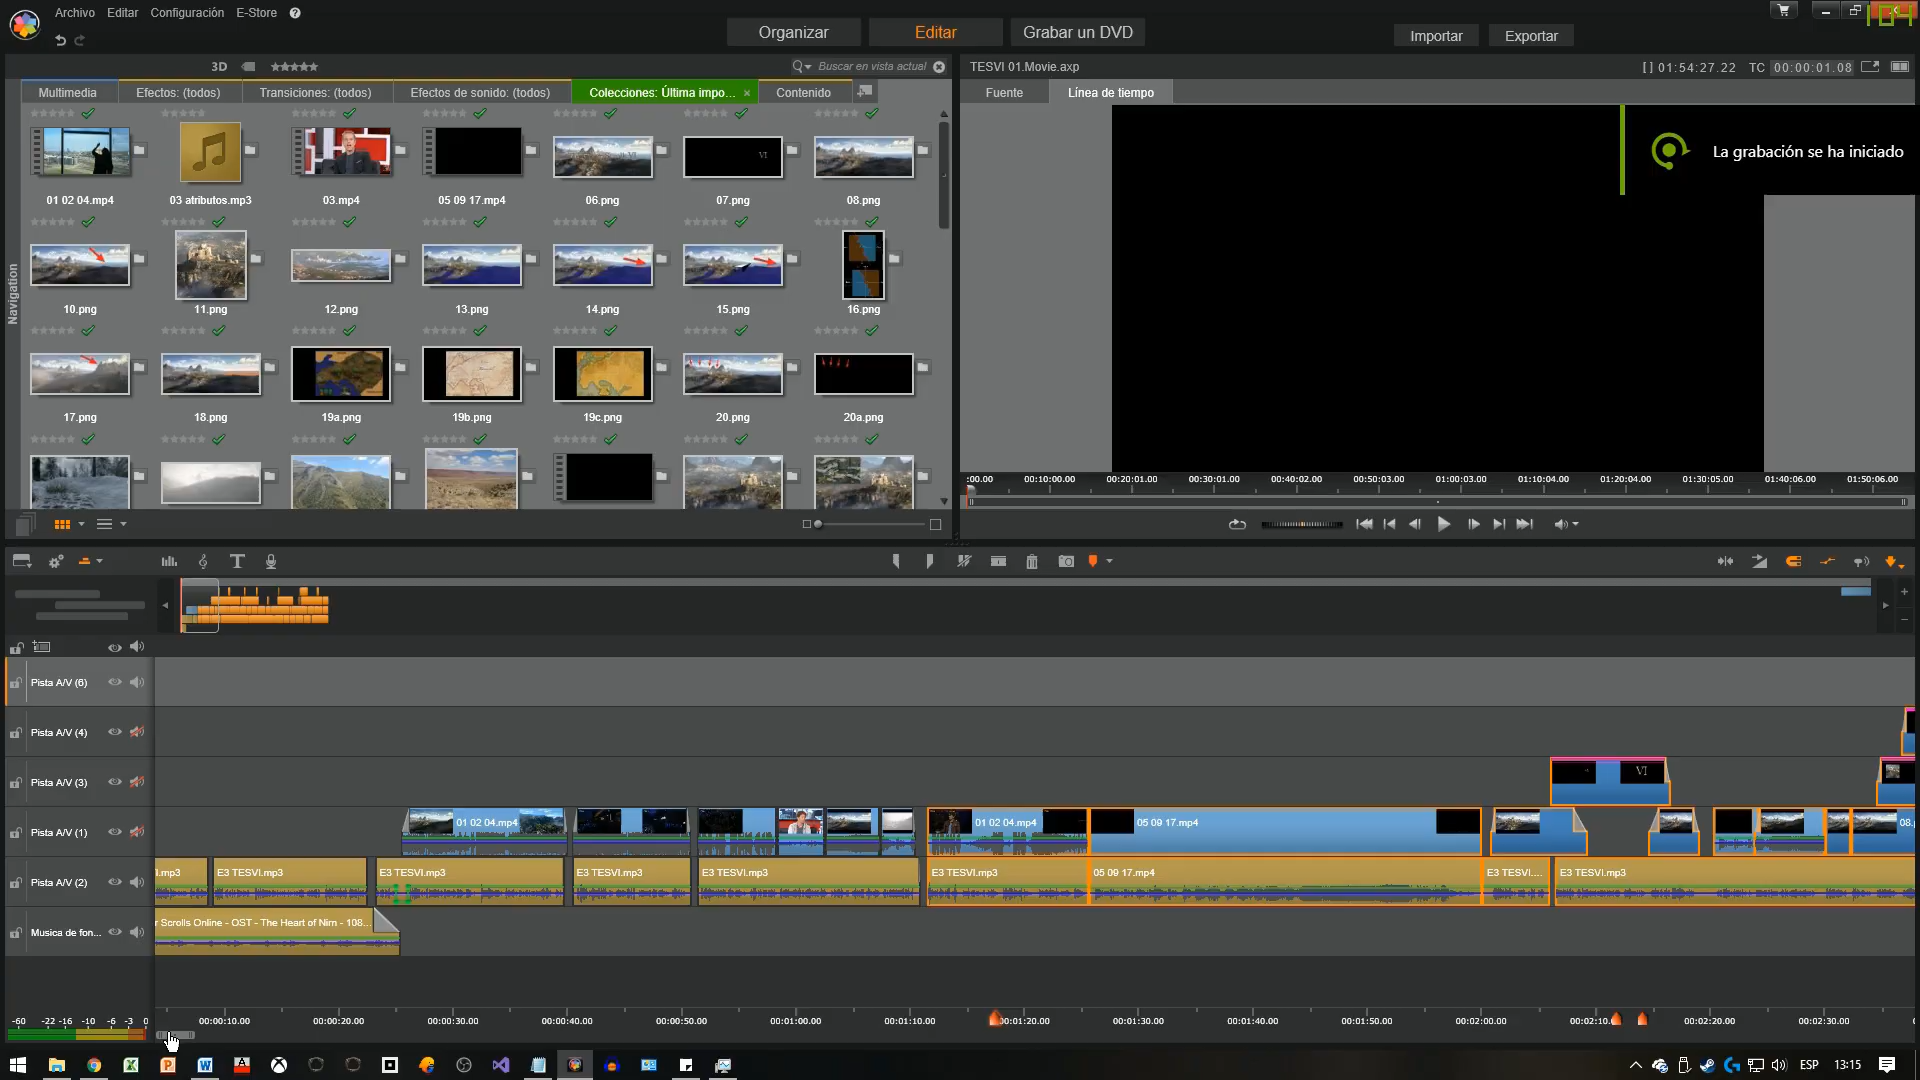 Archivo Editar Configuración E-Store
Organizar Editar Grabar un DVD
Importar Exportar
104
3D Buscar en vista actual
TESVI 01.Movie.axp [ ] 01:54:27.22 TC 00:00:01.08
Multimedia Efectos: (todos) Transiciones: (todos) Efectos de sonido: (todos) Colecciones: Última impo... × Contenido
Fuente Línea de tiempo
La grabación se ha iniciado
01 02 04.mp4 03 atributos.mp3 03.mp4 05 09 17.mp4 06.png 07.png 08.png
10.png 11.png 12.png 13.png 14.png 15.png 16.png
17.png 18.png 19a.png 19b.png 19c.png 20.png 20a.png
Navigation
:00.00 00:10:00.00 00:20:01.00 00:30:01.00 00:40:02.00 00:50:03.00 01:00:03.00 01:10:04.00 01:20:04.00 01:30:05.00 01:40:06.00 01:50:06.00
Pista A/V (6)
Pista A/V (4)
Pista A/V (3)
VI
Pista A/V (1)
01 02 04.mp4 01 02 04.mp4 05 09 17.mp4 08.p
Pista A/V (2)
I.mp3 E3 TESVI.mp3 E3 TESVI.mp3 E3 TESVI.mp3 E3 TESVI.mp3 E3 TESVI.mp3 05 09 17.mp4 E3 TESVI.... E3 TESVI.mp3
Musica de fon...
r Scrolls Online - OST - The Heart of Nirn - 108...
-60 -22 -16 -10 -6 -3 0
00:00:10.00 00:00:20.00 00:00:30.00 00:00:40.00 00:00:50.00 00:01:00.00 00:01:10.00 00:01:20.00 00:01:30.00 00:01:40.00 00:01:50.00 00:02:00.00 00:02:10.0 00:02:20.00 00:02:30.00
ESP 13:15